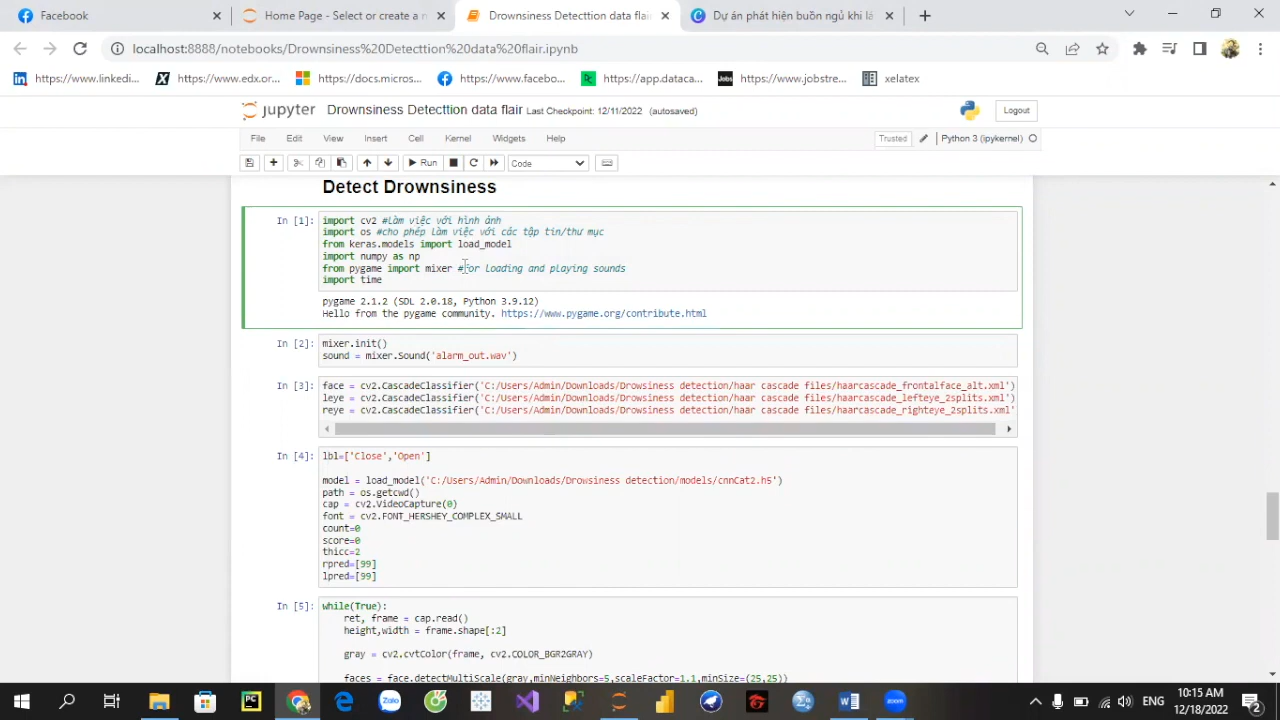 Facebook
Home Page - Select or create a n
Drownsiness Detecttion data flair
Dự án phát hiện buồn ngủ khi lá
localhost:8888/notebooks/Drownsiness%20Detecttion%20data%20flair.ipynb
https://www.linkedi...
https://www.edx.or...
https://docs.micros...
https://www.facebo...
https://app.dataca...
https://www.jobstre...
xelatex
jupyter Drownsiness Detecttion data flair Last Checkpoint: 12/11/2022 (autosaved)
Logout
File Edit View Insert Cell Kernel Widgets Help
Trusted
Python 3 (ipykernel)
Run
Code
Detect Drownsiness
In [1]:
import cv2 #làm việc với hình ảnh
import os #cho phép làm việc với các tập tin/thư mục
from keras.models import load_model
import numpy as np
from pygame import mixer #for loading and playing sounds
import time
pygame 2.1.2 (SDL 2.0.18, Python 3.9.12)
Hello from the pygame community. https://www.pygame.org/contribute.html
In [2]:
mixer.init()
sound = mixer.Sound('alarm_out.wav')
In [3]:
face = cv2.CascadeClassifier('C:/Users/Admin/Downloads/Drowsiness detection/haar cascade files/haarcascade_frontalface_alt.xml')
leye = cv2.CascadeClassifier('C:/Users/Admin/Downloads/Drowsiness detection/haar cascade files/haarcascade_lefteye_2splits.xml')
reye = cv2.CascadeClassifier('C:/Users/Admin/Downloads/Drowsiness detection/haar cascade files/haarcascade_righteye_2splits.xml'
In [4]:
lbl=['Close','Open']
model = load_model('C:/Users/Admin/Downloads/Drowsiness detection/models/cnnCat2.h5')
path = os.getcwd()
cap = cv2.VideoCapture(0)
font = cv2.FONT_HERSHEY_COMPLEX_SMALL
count=0
score=0
thicc=2
rpred=[99]
lpred=[99]
In [5]:
while(True):
ret, frame = cap.read()
height,width = frame.shape[:2]
gray = cv2.cvtColor(frame, cv2.COLOR_BGR2GRAY)
faces = face.detectMultiScale(gray,minNeighbors=5,scaleFactor=1.1,minSize=(25,25))
Zalo
zoom
ENG
10:15 AM
12/18/2022
2